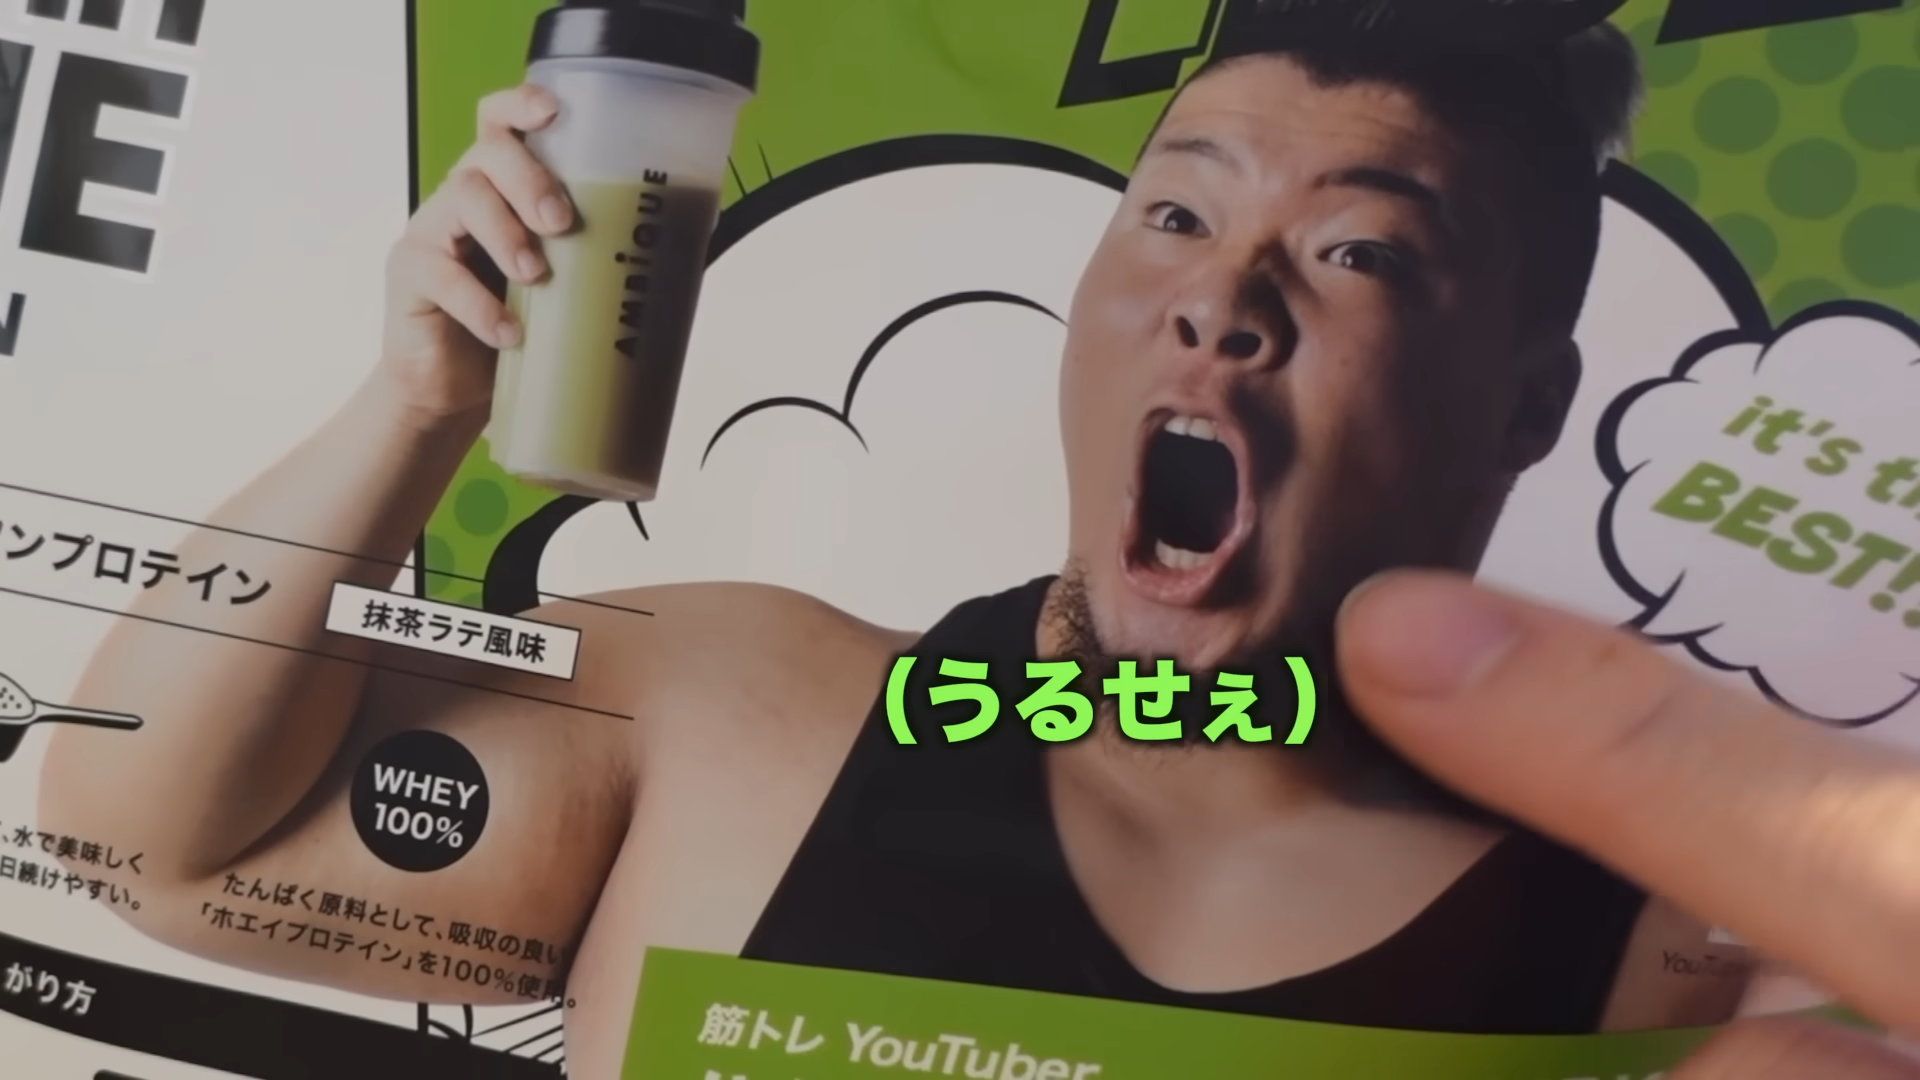 E
N
AMBiQUE
it's
BEST!!
ンプロテイン
抹茶ラテ風味
(うるせぇ)
WHEY
100%
、水で美味しく
日続けやすい。
たんぱく原料として、吸収の良い
「ホエイプロテイン」を100%使用。
がり方
筋トレ YouTuber